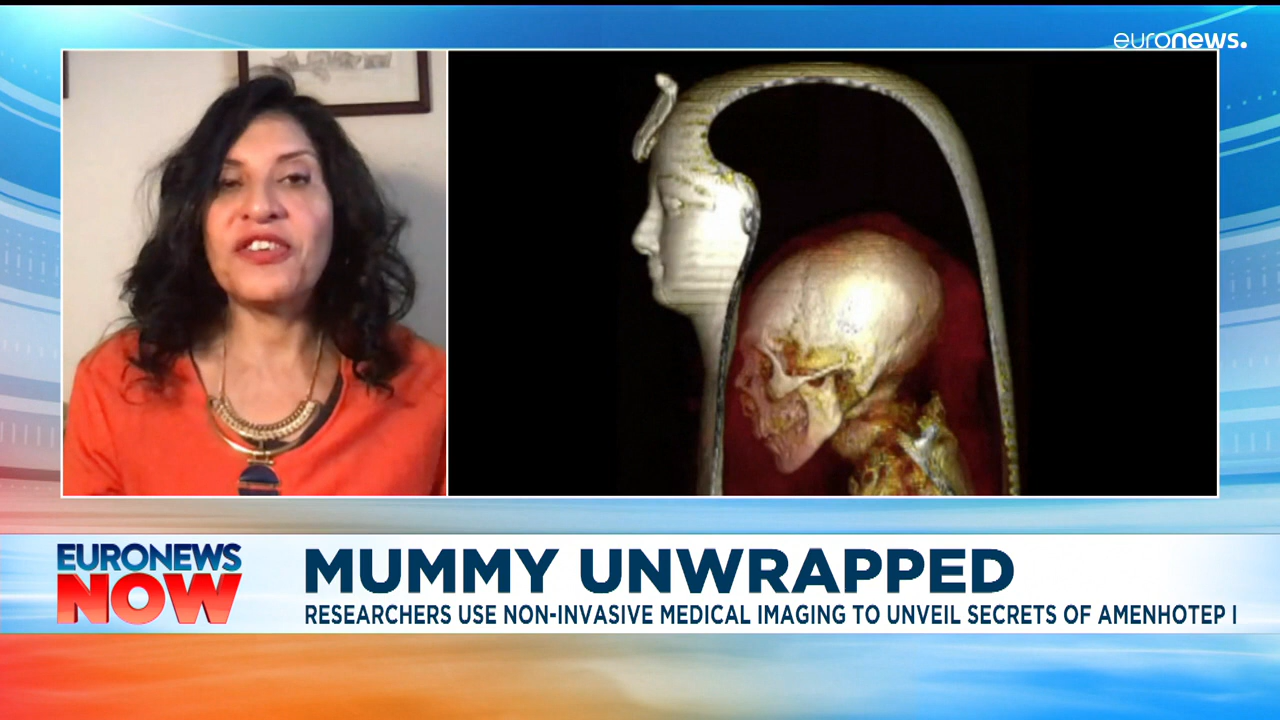 euronews.
EURONEWS
NOW
MUMMY UNWRAPPED
RESEARCHERS USE NON-INVASIVE MEDICAL IMAGING TO UNVEIL SECRETS OF AMENHOTEP I